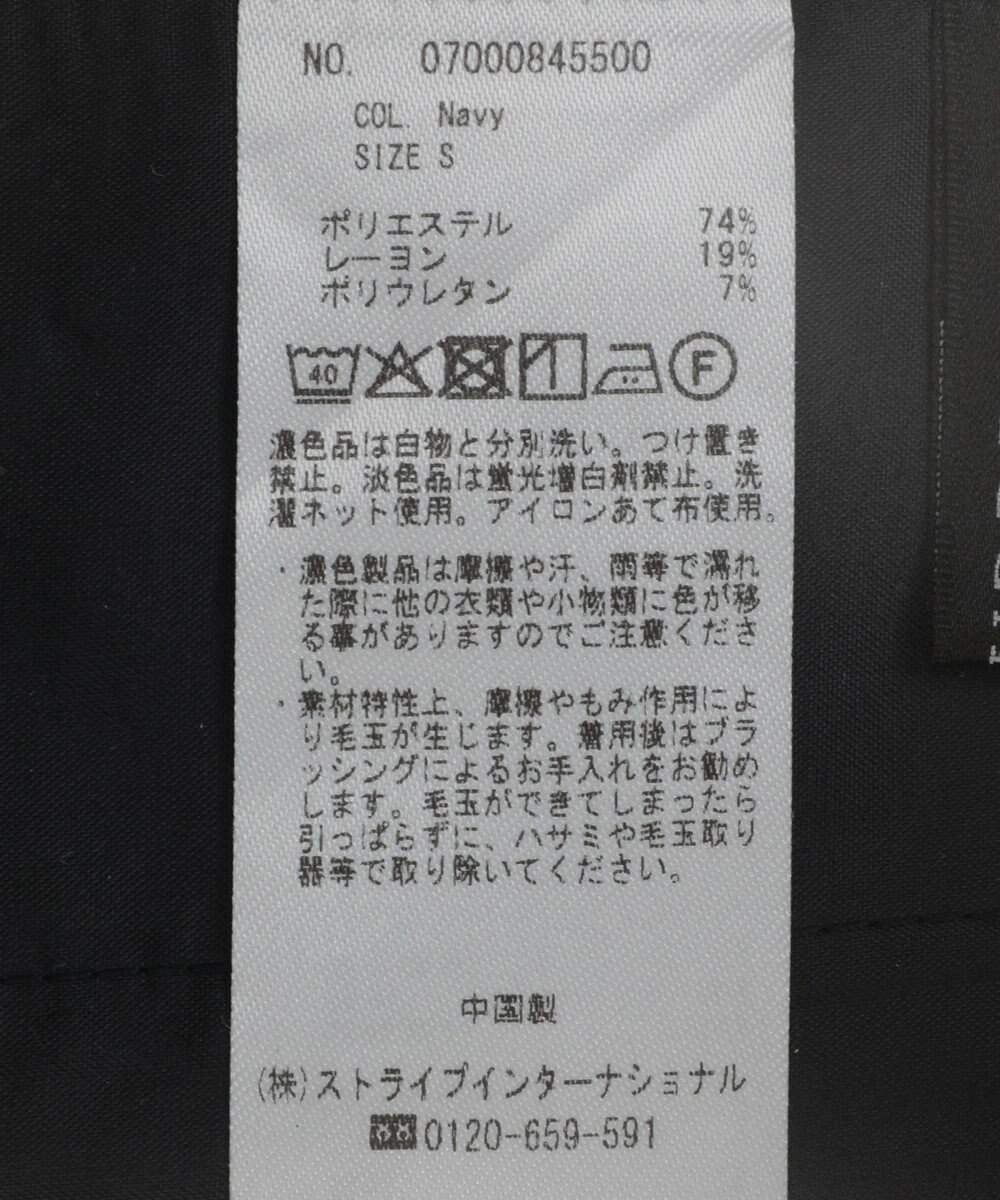 NO. 07000845500
COL. Navy
SIZE S
ポリエステル 74%
レーヨン 19%
ポリウレタン 7%
40 F
濃色品は白物と分別洗い。つけ置き
禁止。淡色品は蛍光増白剤禁止。洗
濯ネット使用。アイロンあて布使用。
・濃色製品は摩擦や汗、雨等で濡れ
た際に他の衣類や小物類に色が移
る事がありますのでご注意くださ
い。
・素材特性上、摩擦やもみ作用によ
り毛玉が生じます。着用後はブラ
ッシングによるお手入れをお勧め
します。毛玉ができてしまったら
引っぱらずに、ハサミや毛玉取り
器等で取り除いてください。
中国製
(株)ストライプインターナショナル
0120-659-591